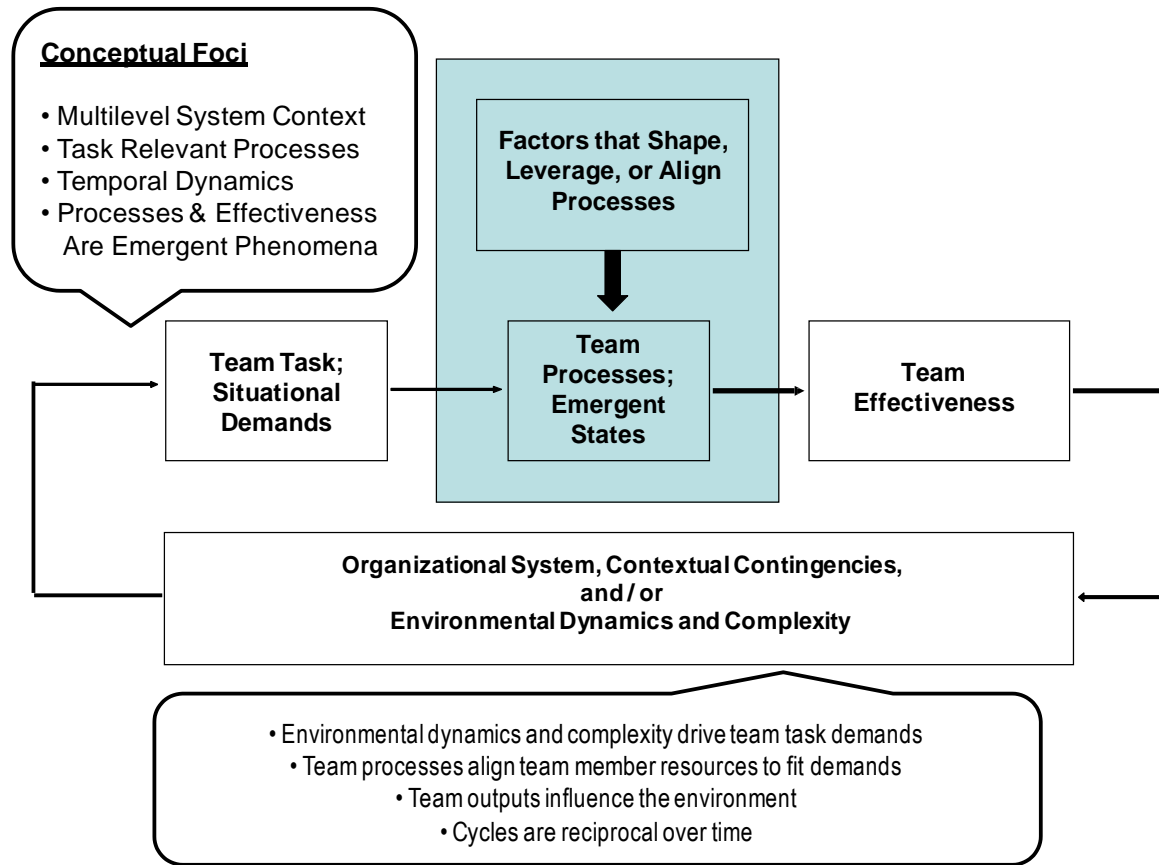 Conceptual Foci
• Multilevel System Context
• Task Relevant Processes
• Temporal Dynamics
• Processes & Effectiveness
Are Emergent Phenomena
Factors that Shape,
Leverage, or Align
Processes
Team Task;
Situational
Demands
Team
Processes;
Emergent
States
Team
Effectiveness
Organizational System, Contextual Contingencies,
and / or
Environmental Dynamics and Complexity
• Environmental dynamics and complexity drive team task demands
• Team processes align team member resources to fit demands
• Team outputs influence the environment
• Cycles are reciprocal over time